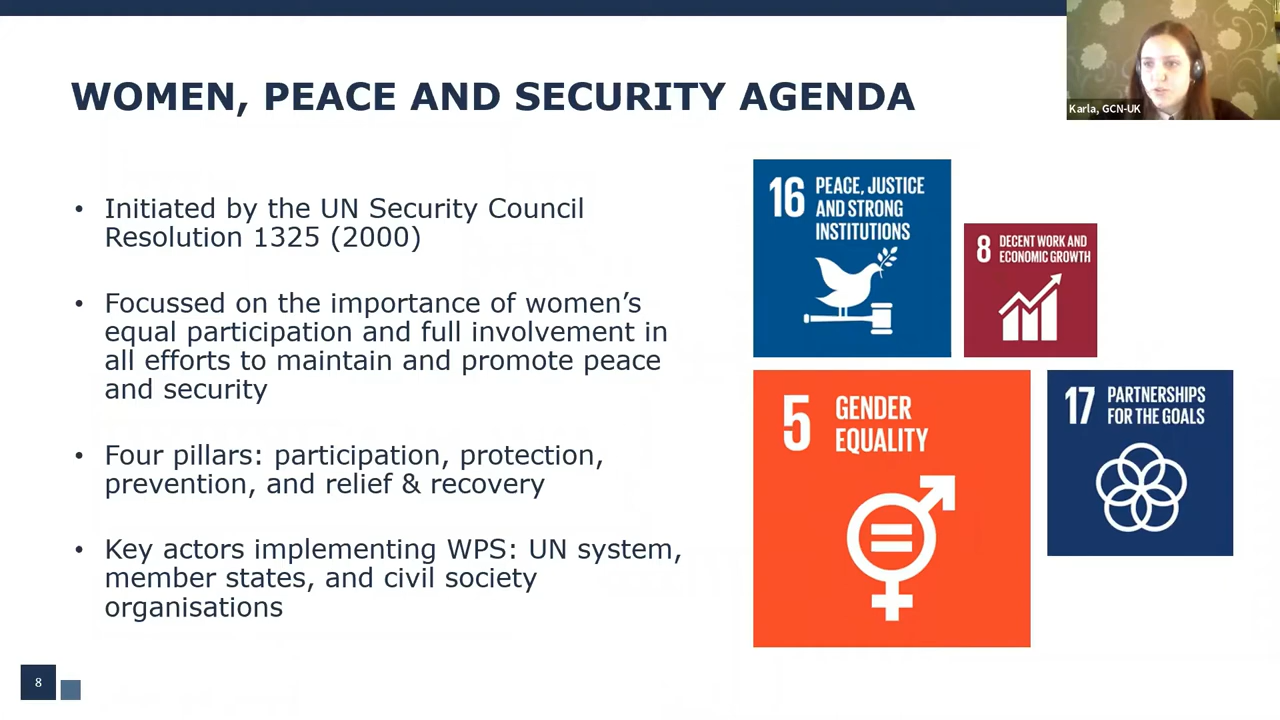 WOMEN, PEACE AND SECURITY AGENDA
Karla, GCN-UK
• Initiated by the UN Security Council
Resolution 1325 (2000)
• Focussed on the importance of women’s
equal participation and full involvement in
all efforts to maintain and promote peace
and security
• Four pillars: participation, protection,
prevention, and relief & recovery
• Key actors implementing WPS: UN system,
member states, and civil society
organisations
16 PEACE, JUSTICE
AND STRONG
INSTITUTIONS
8 DECENT WORK AND
ECONOMIC GROWTH
5 GENDER
EQUALITY
17 PARTNERSHIPS
FOR THE GOALS
8